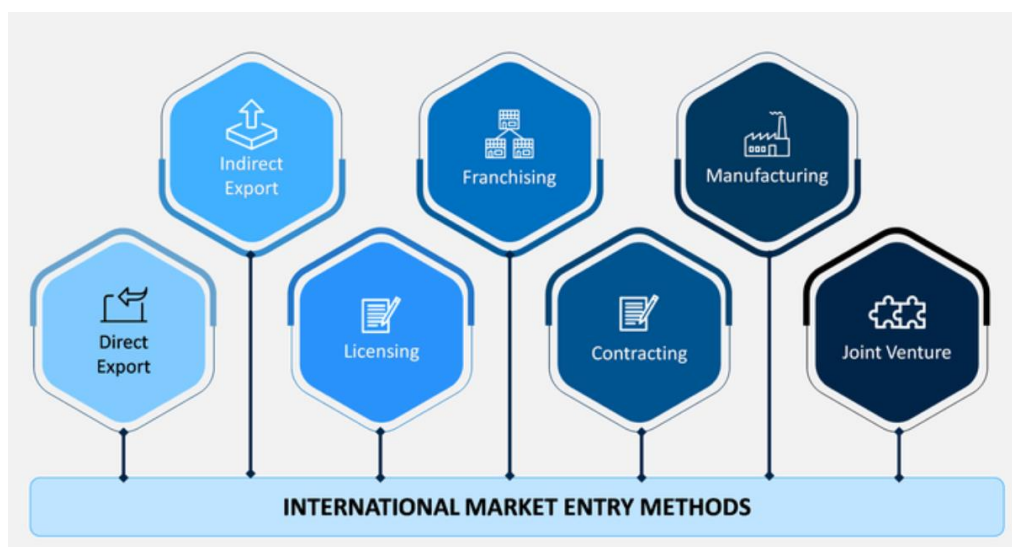 Indirect
Export
Franchising
Manufacturing
Direct
Export
Licensing
Contracting
Joint Venture
INTERNATIONAL MARKET ENTRY METHODS